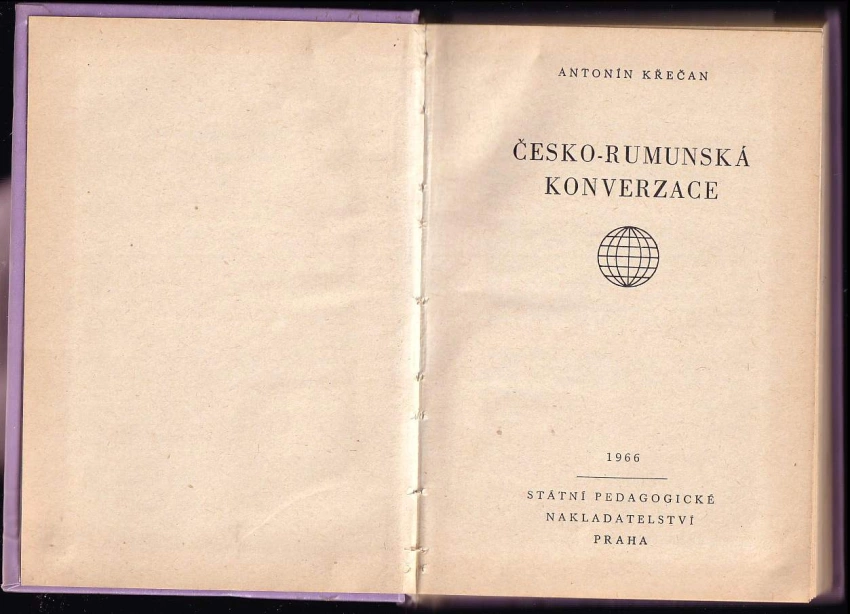 ANTONÍN KŘEČAN
ČESKO-RUMUNSKÁ
KONVERZACE
1966
STÁTNÍ PEDAGOGICKÉ
NAKLADATELSTVÍ
PRAHA